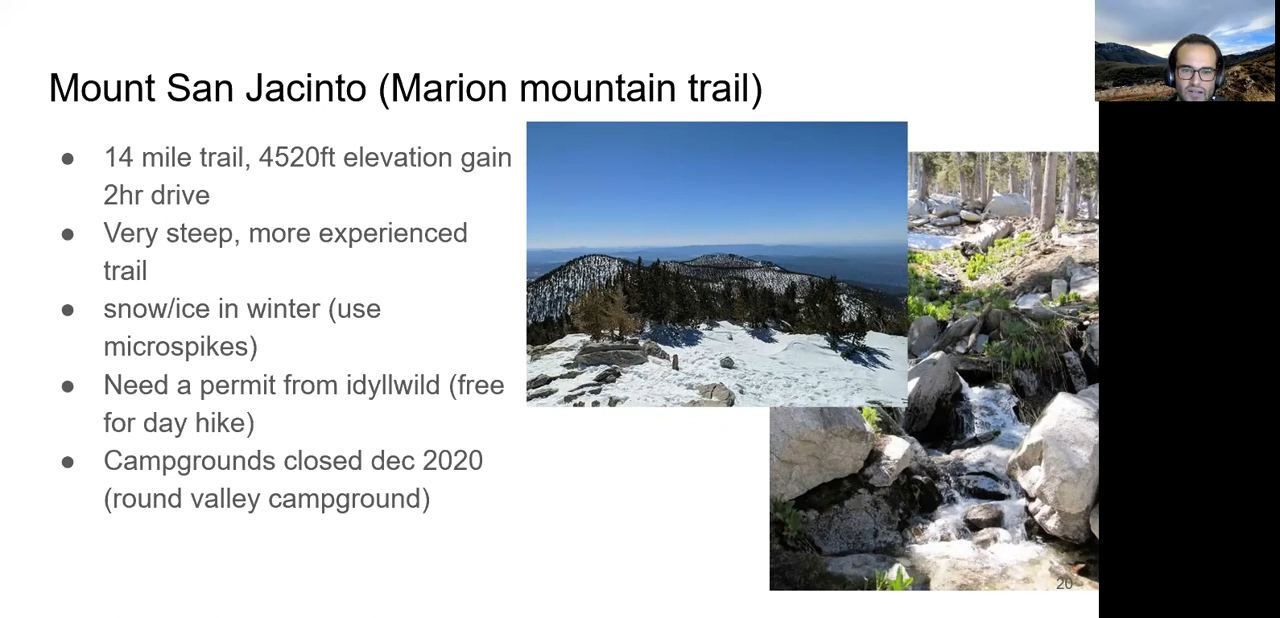 Mount San Jacinto (Marion mountain trail)
● 14 mile trail, 4520ft elevation gain
2hr drive
● Very steep, more experienced
trail
● snow/ice in winter (use
microspikes)
● Need a permit from idyllwild (free
for day hike)
● Campgrounds closed dec 2020
(round valley campground)
20